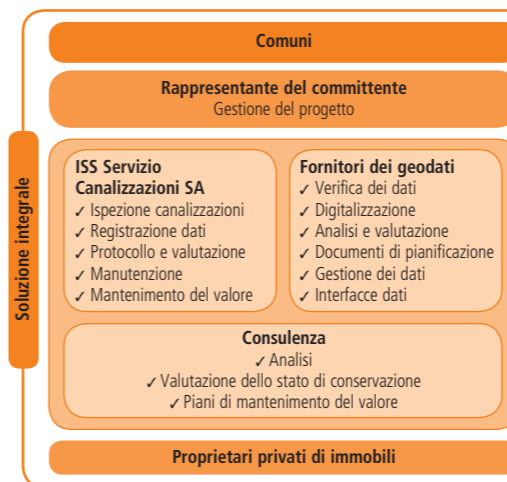 Comuni
Rappresentante del committente
Gestione del progetto
Soluzione integrale
ISS Servizio
Canalizzazioni SA
✓ Ispezione canalizzazioni
✓ Registrazione dati
✓ Protocollo e valutazione
✓ Manutenzione
✓ Mantenimento del valore
Fornitori dei geodati
✓ Verifica dei dati
✓ Digitalizzazione
✓ Analisi e valutazione
✓ Documenti di pianificazione
✓ Gestione dei dati
✓ Interfacce dati
Consulenza
✓ Analisi
✓ Valutazione dello stato di conservazione
✓ Piani di mantenimento del valore
Proprietari privati di immobili